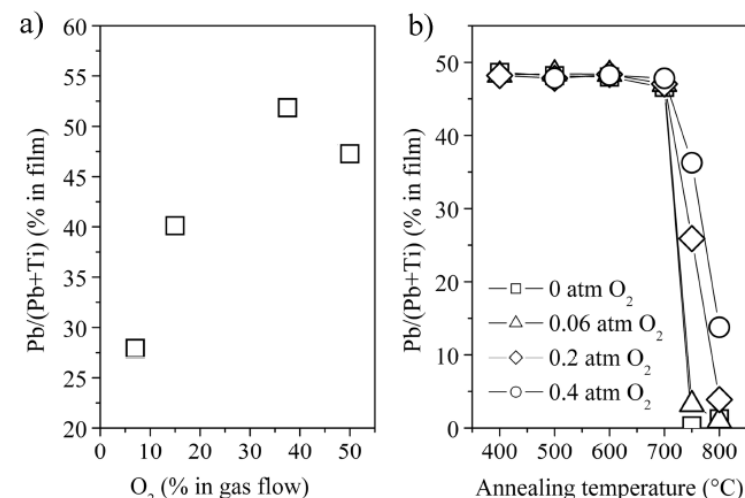 a)
Pb/(Pb+Ti) (% in film)
60
55
50
45
40
35
30
25
20
0 10 20 30 40 50
O2 (% in gas flow)
b)
Pb/(Pb+Ti) (% in film)
50
40
30
20
10
0
0 atm O2
0.06 atm O2
0.2 atm O2
0.4 atm O2
400 500 600 700 800
Annealing temperature (°C)